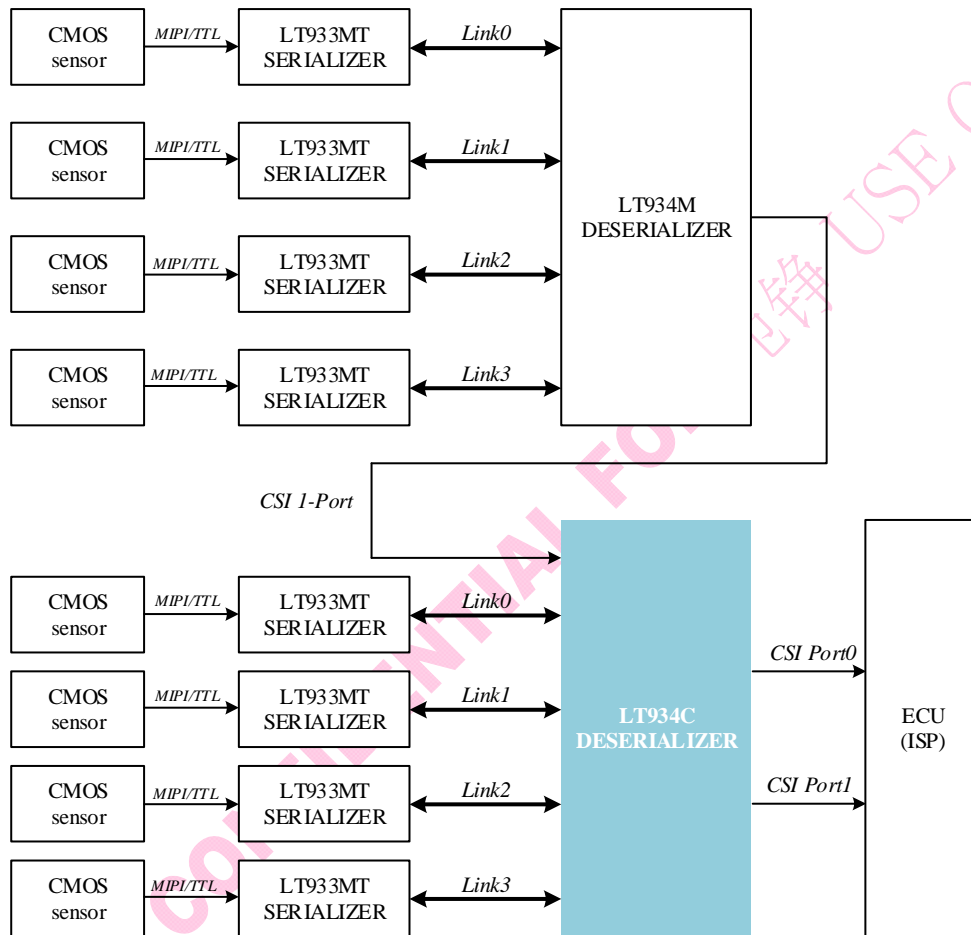 CMOS
sensor
MIPI/TTL
LT933MT
SERIALIZER
Link0
CMOS
sensor
MIPI/TTL
LT933MT
SERIALIZER
Link1
LT934M
DESERIALIZER
CMOS
sensor
MIPI/TTL
LT933MT
SERIALIZER
Link2
CMOS
sensor
MIPI/TTL
LT933MT
SERIALIZER
Link3
CSI 1-Port
CMOS
sensor
MIPI/TTL
LT933MT
SERIALIZER
Link0
CSI Port0
CMOS
sensor
MIPI/TTL
LT933MT
SERIALIZER
Link1
LT934C
DESERIALIZER
ECU
(ISP)
CMOS
sensor
MIPI/TTL
LT933MT
SERIALIZER
Link2
CSI Port1
CMOS
sensor
MIPI/TTL
LT933MT
SERIALIZER
Link3
铮 USE